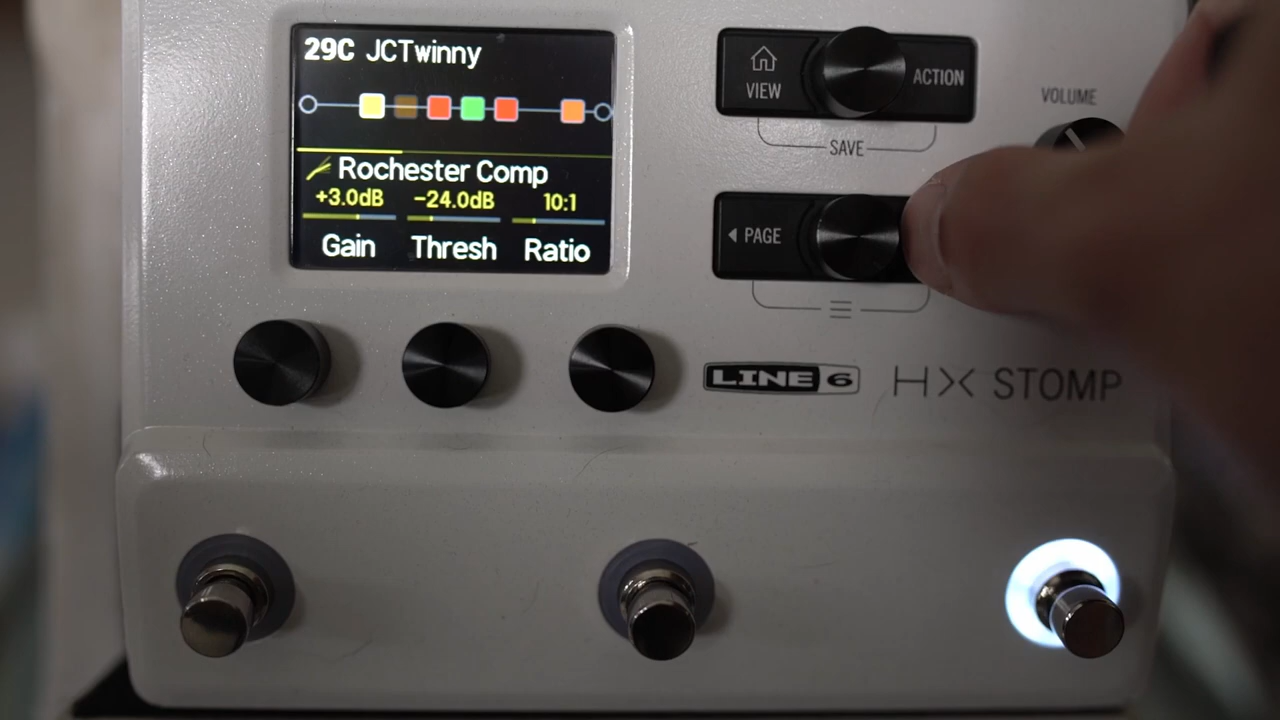 29C JCTwinny
Rochester Comp
+3.0dB -24.0dB 10:1
Gain Thresh Ratio
VIEW
ACTION
SAVE
VOLUME
PAGE
LINE 6
HX STOMP